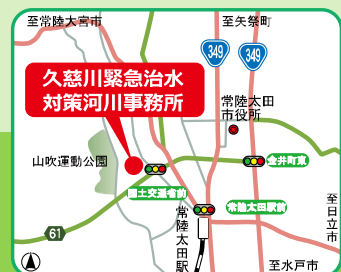 至常陸大宮市
至矢祭町
349
349
久慈川緊急治水
対策河川事務所
常陸太田
市役所
山吹運動公園
金井町東
国土交通省前
常陸太田駅前
61
常陸太田駅
至日立市
至水戸市